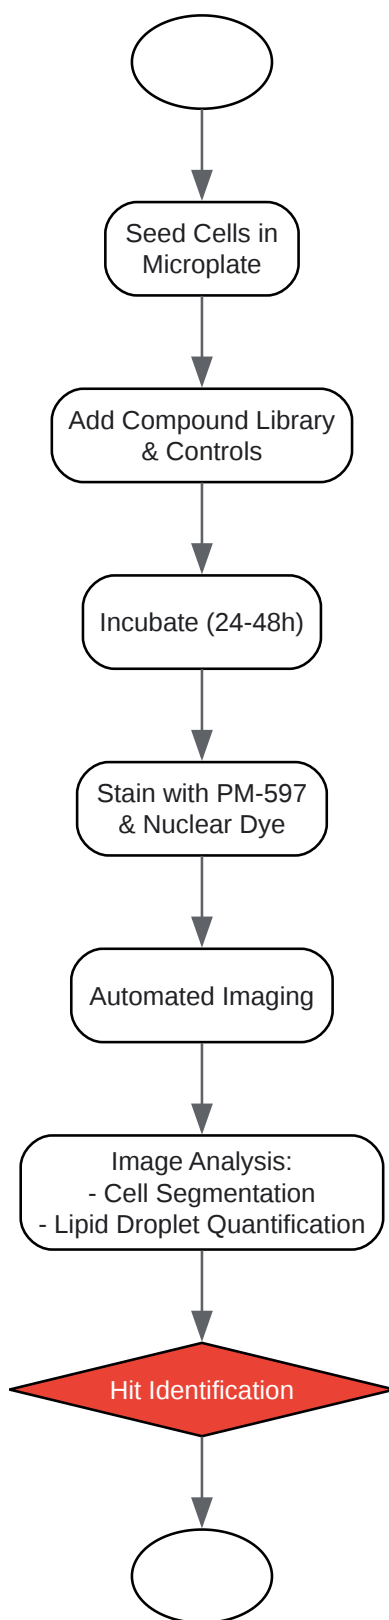 Seed Cells in
Microplate
Add Compound Library
& Controls
Incubate (24-48h)
Stain with PM-597
& Nuclear Dye
Automated Imaging
Image Analysis:
- Cell Segmentation
- Lipid Droplet Quantification
Hit Identification